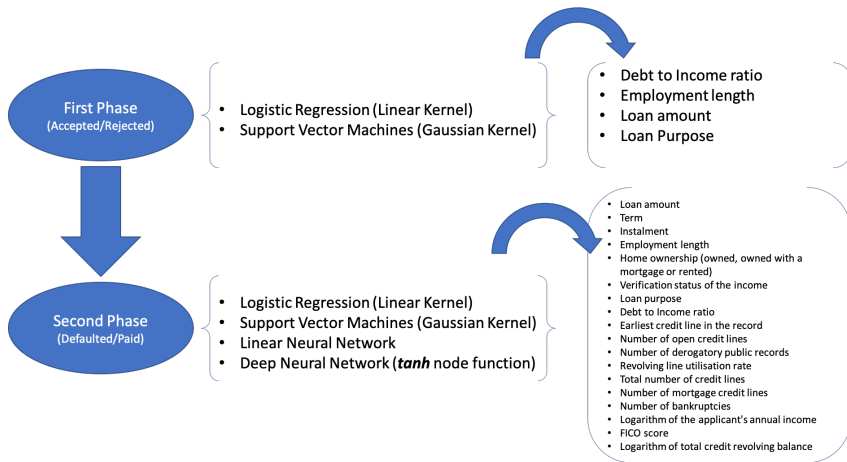 First Phase
(Accepted/Rejected)
• Logistic Regression (Linear Kernel)
• Support Vector Machines (Gaussian Kernel)
• Debt to Income ratio
• Employment length
• Loan amount
• Loan Purpose
Second Phase
(Defaulted/Paid)
• Logistic Regression (Linear Kernel)
• Support Vector Machines (Gaussian Kernel)
• Linear Neural Network
• Deep Neural Network (tanh node function)
• Loan amount
• Term
• Instalment
• Employment length
• Home ownership (owned, owned with a
mortgage or rented)
• Verification status of the income
• Loan purpose
• Debt to Income ratio
• Earliest credit line in the record
• Number of open credit lines
• Number of derogatory public records
• Revolving line utilisation rate
• Total number of credit lines
• Number of mortgage credit lines
• Number of bankruptcies
• Logarithm of the applicant's annual income
• FICO score
• Logarithm of total credit revolving balance